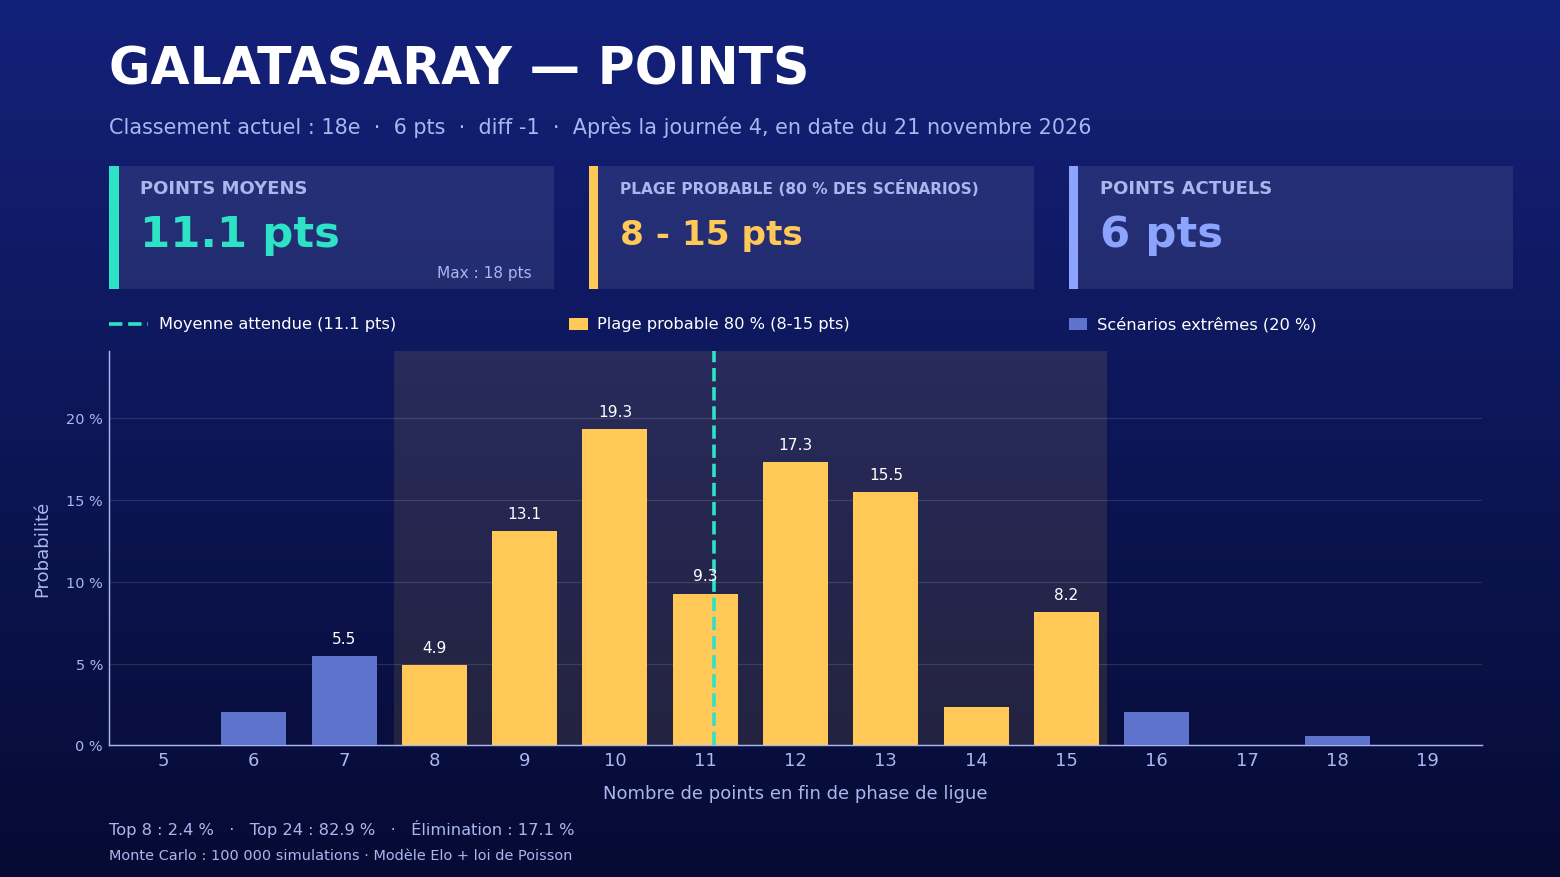 GALATASARAY — POINTS
Classement actuel : 18e · 6 pts · diff -1 · Après la journée 4, en date du 21 novembre 2026
POINTS MOYENS
11.1 pts
Max : 18 pts
PLAGE PROBABLE (80 % DES SCÉNARIOS)
8 - 15 pts
POINTS ACTUELS
6 pts
Moyenne attendue (11.1 pts)
Plage probable 80 % (8-15 pts)
Scénarios extrêmes (20 %)
Probabilité
20 %
15 %
10 %
5 %
0 %
5.5
4.9
13.1
19.3
9.3
17.3
15.5
8.2
5 6 7 8 9 10 11 12 13 14 15 16 17 18 19
Nombre de points en fin de phase de ligue
Top 8 : 2.4 % · Top 24 : 82.9 % · Élimination : 17.1 %
Monte Carlo : 100 000 simulations · Modèle Elo + loi de Poisson